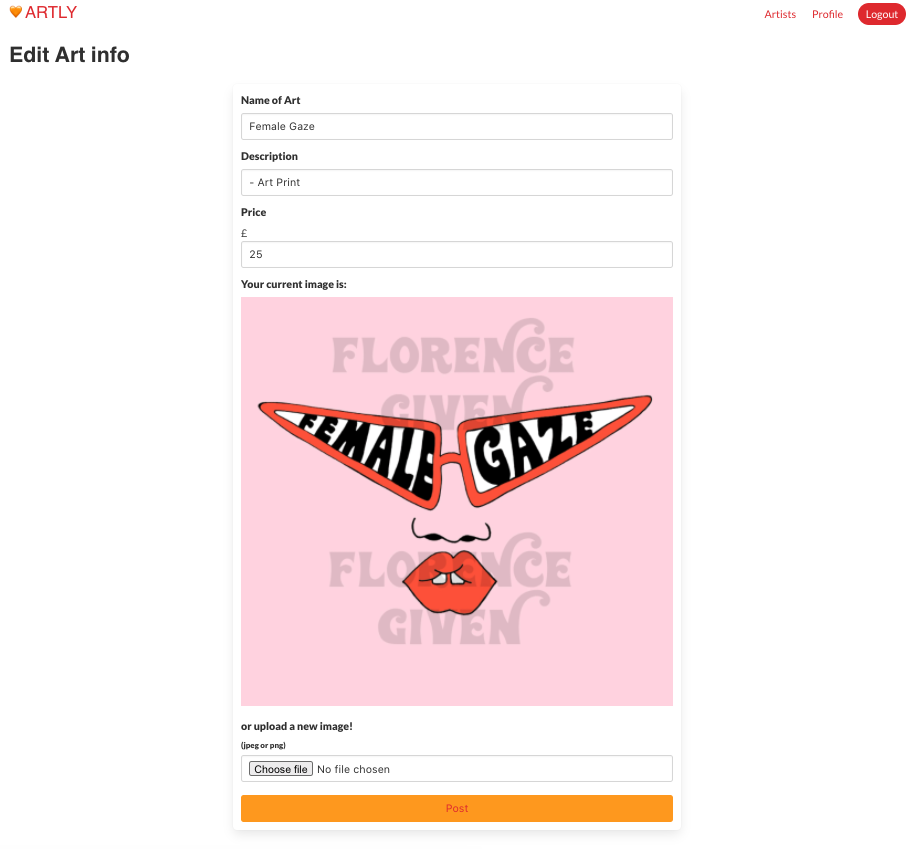 🧡 ARTLY
Artists Profile Logout
Edit Art info
Name of Art
Female Gaze
Description
- Art Print
Price
£
25
Your current image is:
FLORENCE
GIVEN
FEMALE GAZE
FLORENCE
GIVEN
or upload a new image!
(jpeg or png)
Choose file No file chosen
Post